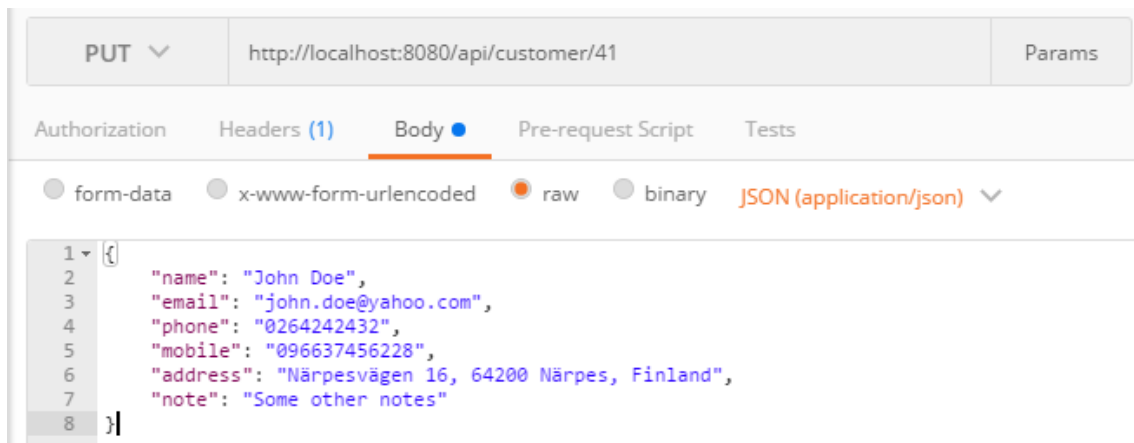 PUT http://localhost:8080/api/customer/41 Params
Authorization Headers (1) Body Pre-request Script Tests
form-data x-www-form-urlencoded raw binary JSON (application/json)
1 {
2 "name": "John Doe",
3 "email": "john.doe@yahoo.com",
4 "phone": "0264242432",
5 "mobile": "096637456228",
6 "address": "Närpesvägen 16, 64200 Närpes, Finland",
7 "note": "Some other notes"
8 }